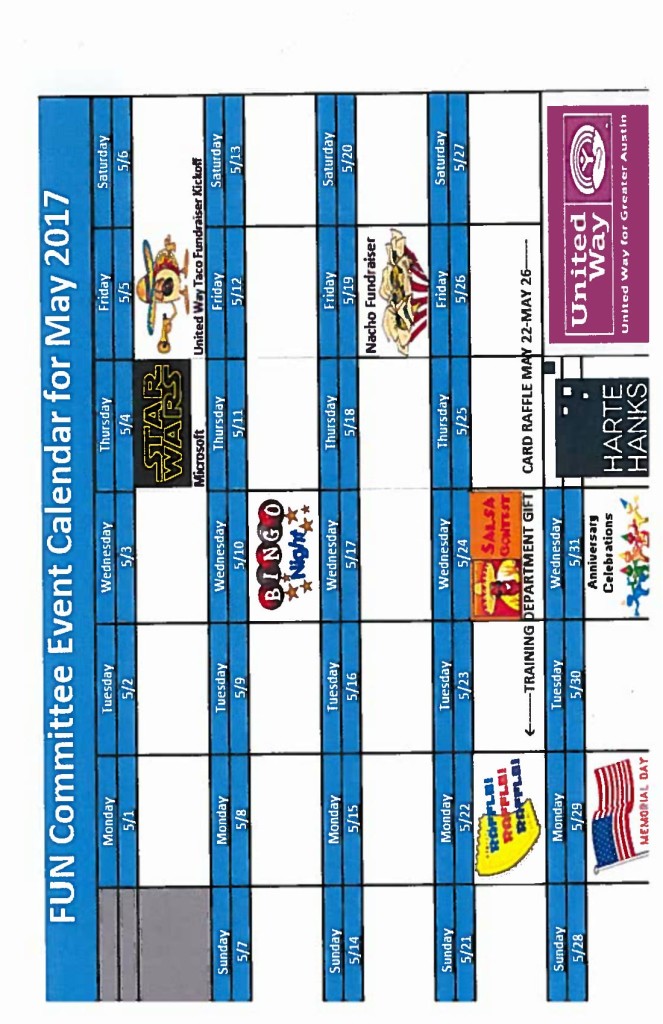 FUN Committee Event Calendar for May 2017
Monday Tuesday Wednesday Thursday Friday Saturday
5/1 5/2 5/3 5/4 5/5 5/6
STAR
WARS
Microsoft
United Way Taco Fundraiser Kickoff
Sunday Monday Tuesday Wednesday Thursday Friday Saturday
5/7 5/8 5/9 5/10 5/11 5/12 5/13
BINGO
Night
Sunday Monday Tuesday Wednesday Thursday Friday Saturday
5/14 5/15 5/16 5/17 5/18 5/19 5/20
Nacho Fundraiser
Sunday Monday Tuesday Wednesday Thursday Friday Saturday
5/21 5/22 5/23 5/24 5/25 5/26 5/27
RAFFLE!
RAFFLE!
RAFFLE!
SALSA
CONTEST
<------TRAINING DEPARTMENT GIFT CARD RAFFLE MAY 22-MAY 26-----
Sunday Monday Tuesday Wednesday
5/28 5/29 5/30 5/31
MEMORIAL DAY
Anniversary
Celebrations
HARTE
HANKS
United
Way
United Way for Greater Austin